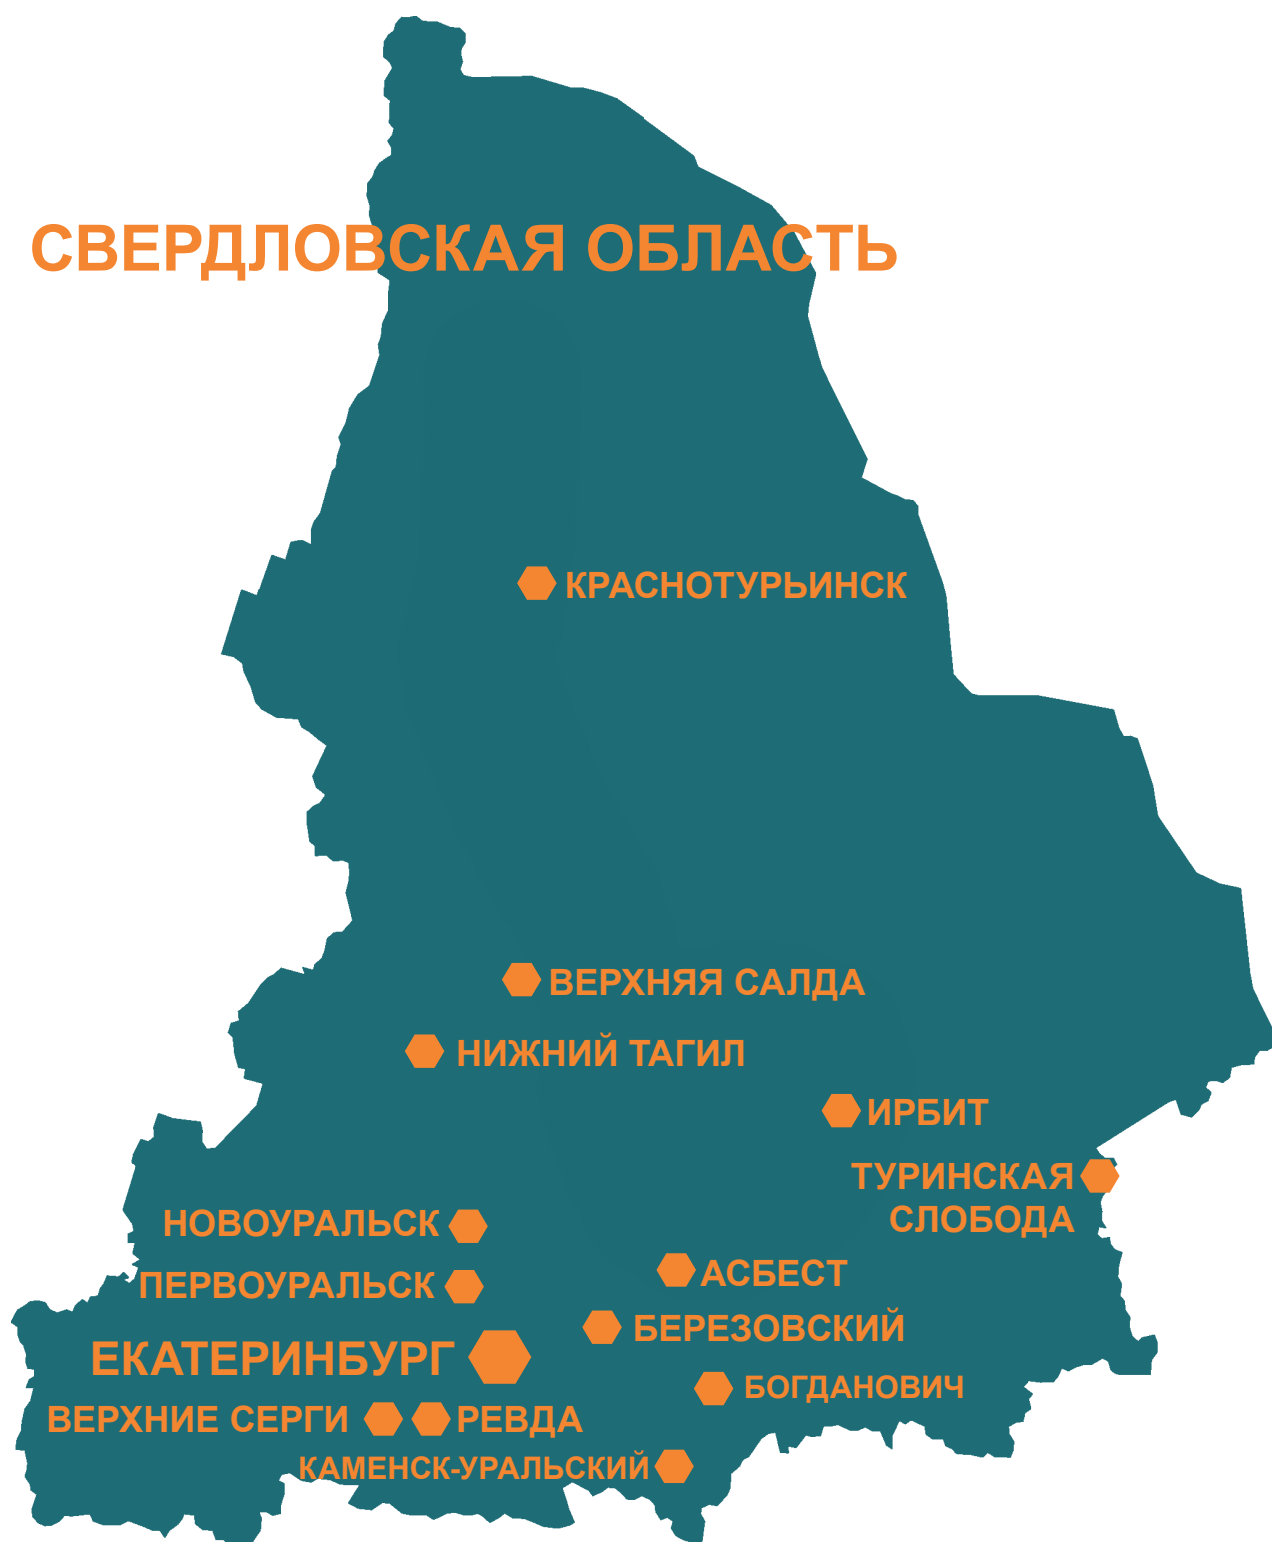 СВЕРДЛОВСКАЯ ОБЛАСТЬ
КРАСНОТУРЬИНСК
ВЕРХНЯЯ САЛДА
НИЖНИЙ ТАГИЛ
ИРБИТ
ТУРИНСКАЯ
СЛОБОДА
НОВОУРАЛЬСК
АСБЕСТ
ПЕРВОУРАЛЬСК
БЕРЕЗОВСКИЙ
ЕКАТЕРИНБУРГ
БОГДАНОВИЧ
ВЕРХНИЕ СЕРГИ
РЕВДА
КАМЕНСК-УРАЛЬСКИЙ